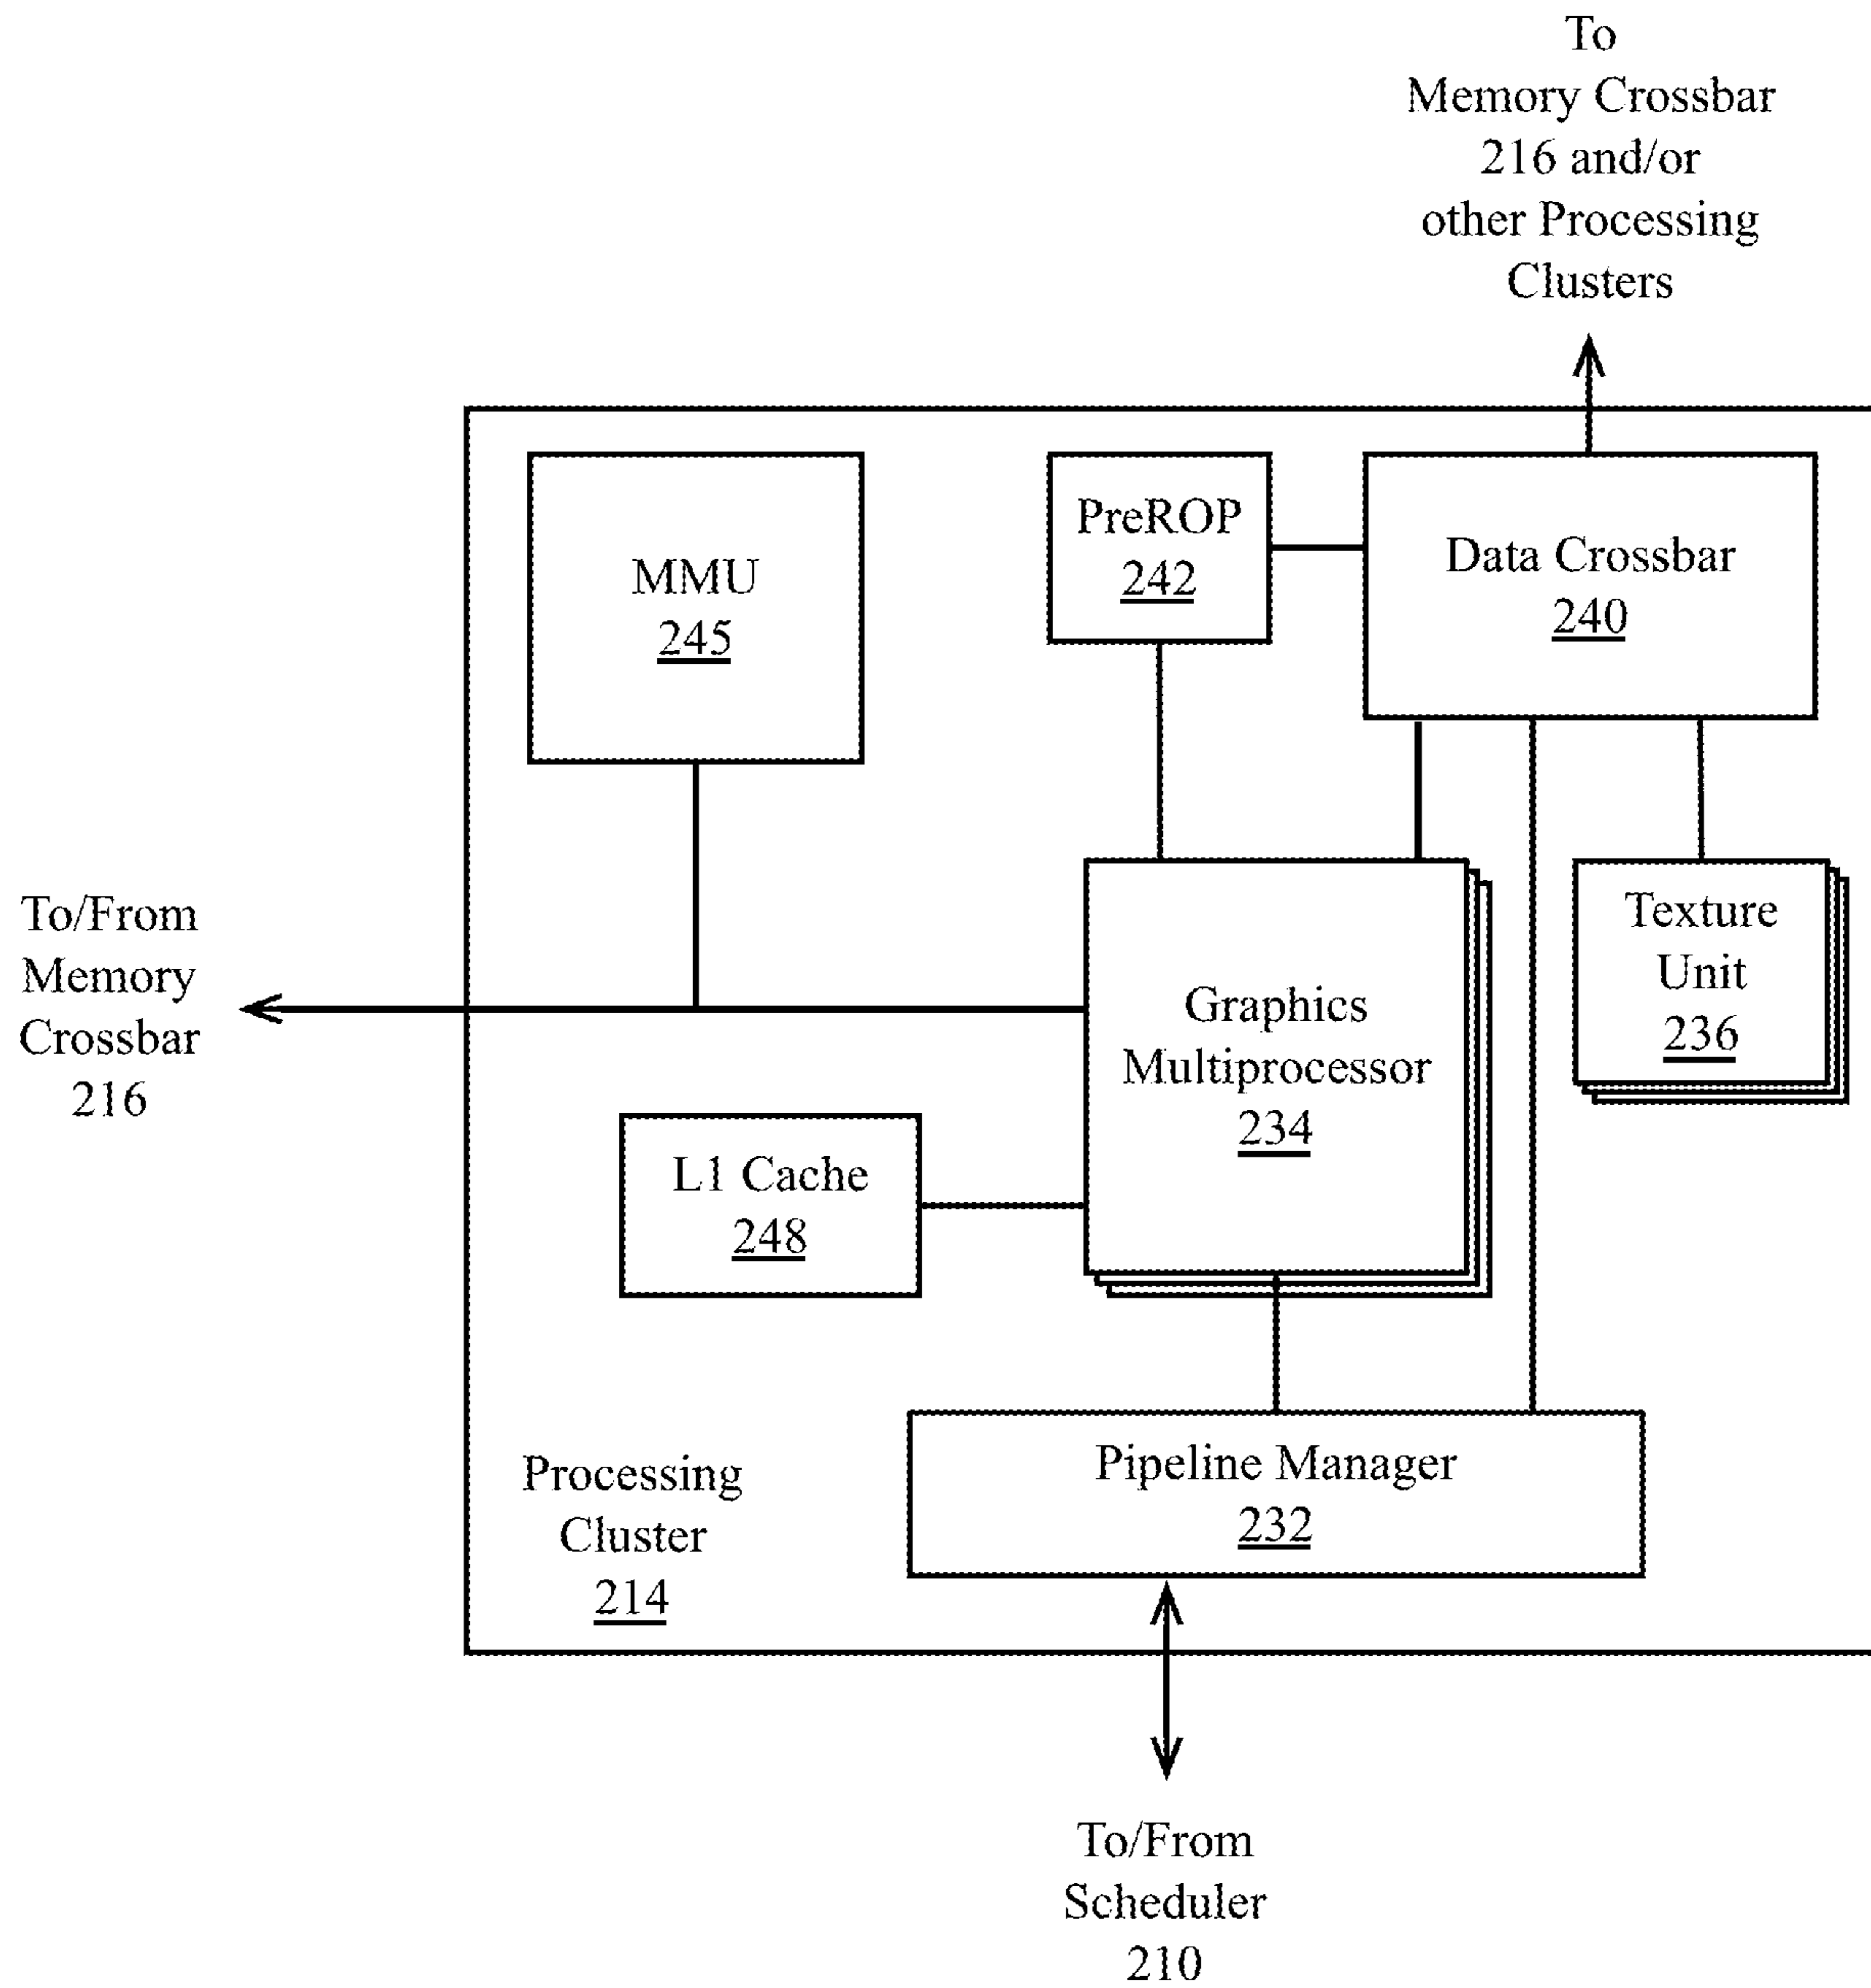 To
Memory Crossbar
216 and/or
other Processing
Clusters
PreROP
242
Data Crossbar
240
MMU
245
To/From
Memory
Crossbar
216
Graphics
Multiprocessor
234
Texture
Unit
236
L1 Cache
248
Pipeline Manager
232
Processing
Cluster
214
To/From
Scheduler
210